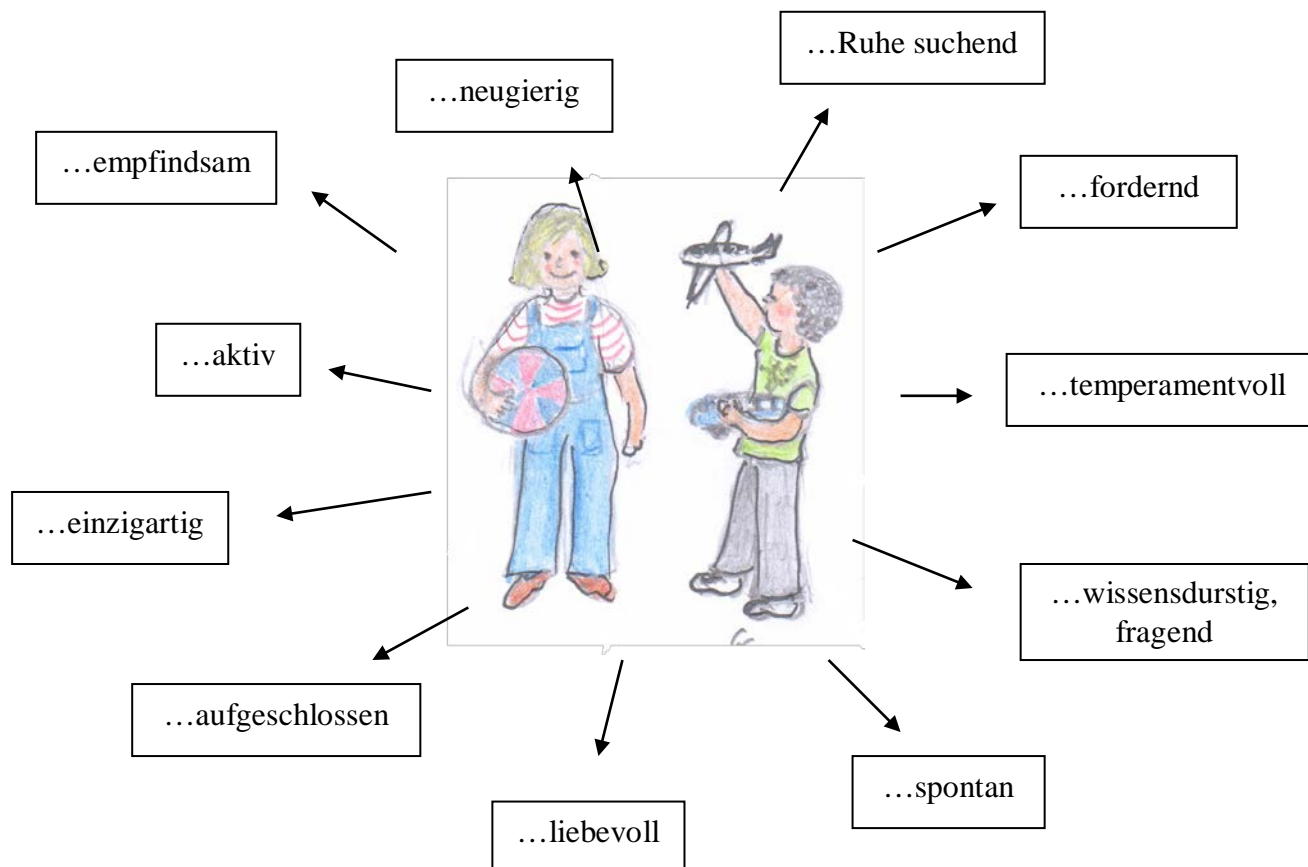 …Ruhe suchend
…neugierig
…empfindsam
…fordernd
…aktiv
…temperamentvoll
…einzigartig
…wissensdurstig,
fragend
…aufgeschlossen
…spontan
…liebevoll